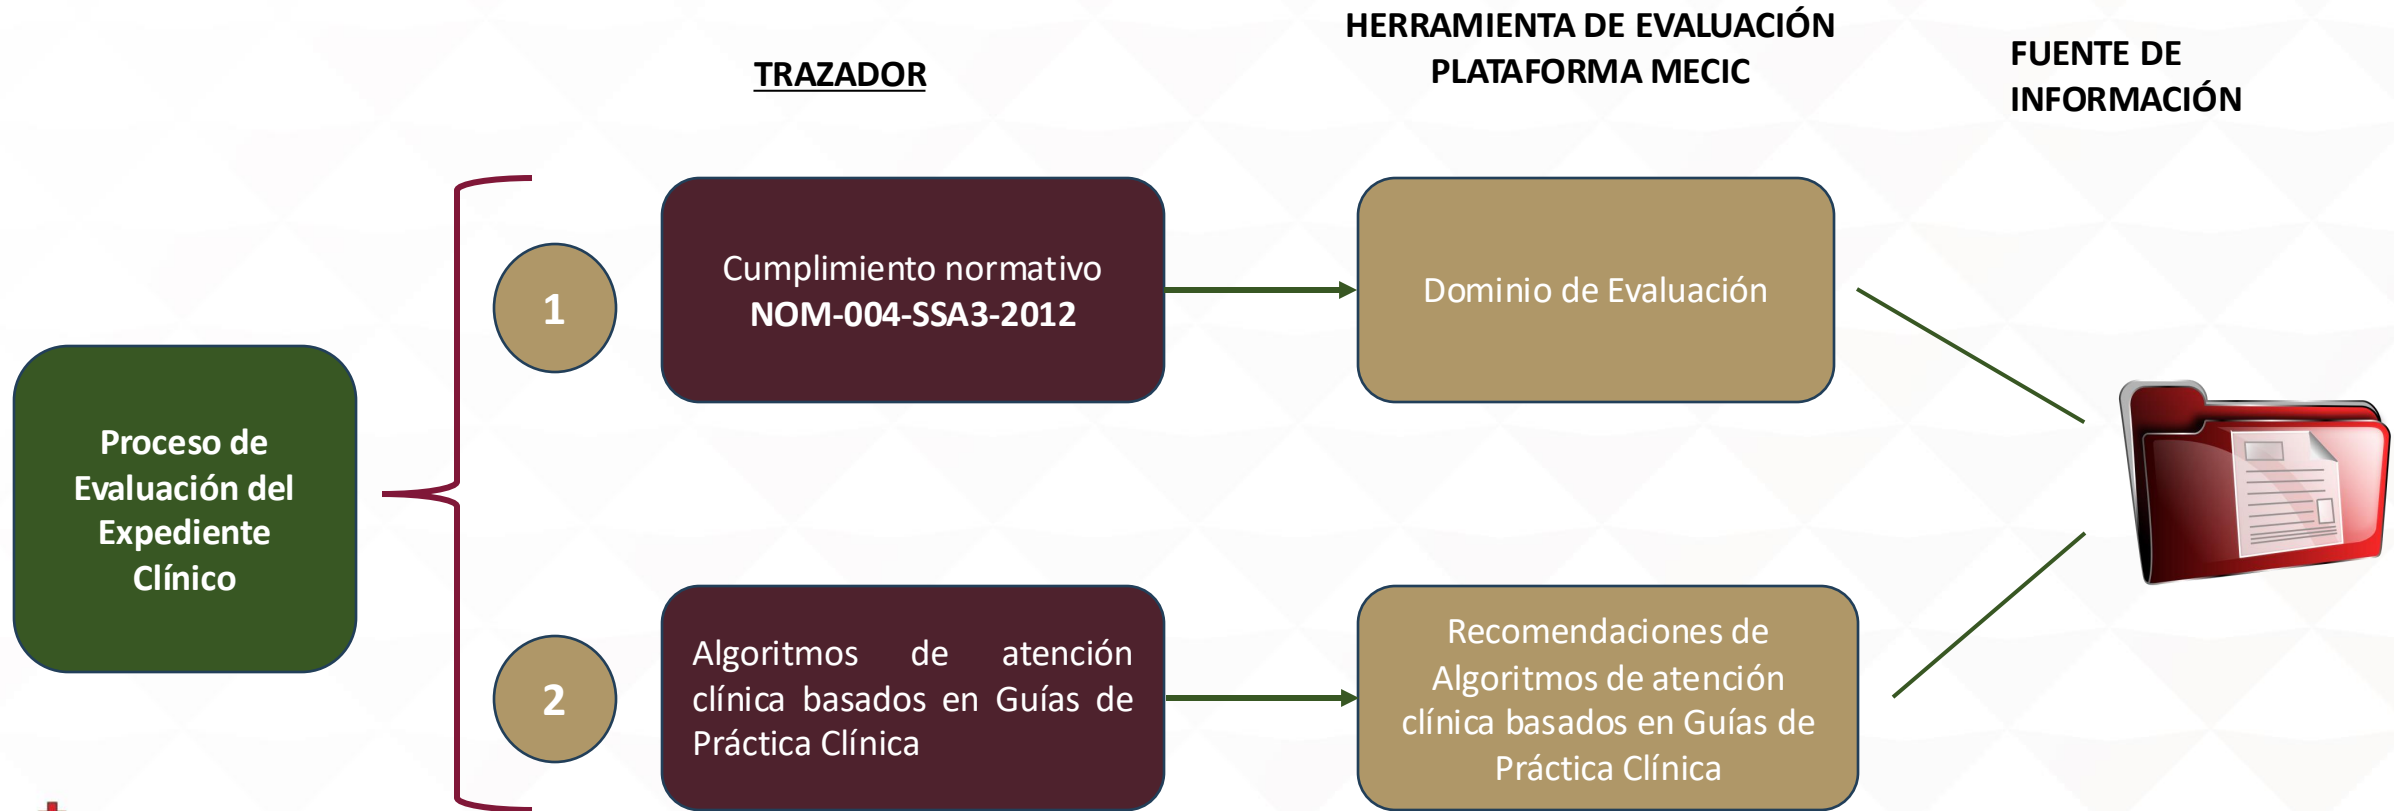 TRAZADOR
HERRAMIENTA DE EVALUACIÓN
PLATAFORMA MECIC
FUENTE DE
INFORMACIÓN
Proceso de
Evaluación del
Expediente
Clínico
1
Cumplimiento normativo
NOM-004-SSA3-2012
Dominio de Evaluación
2
Algoritmos de atención
clínica basados en Guías de
Práctica Clínica
Recomendaciones de
Algoritmos de atención
clínica basados en Guías de
Práctica Clínica